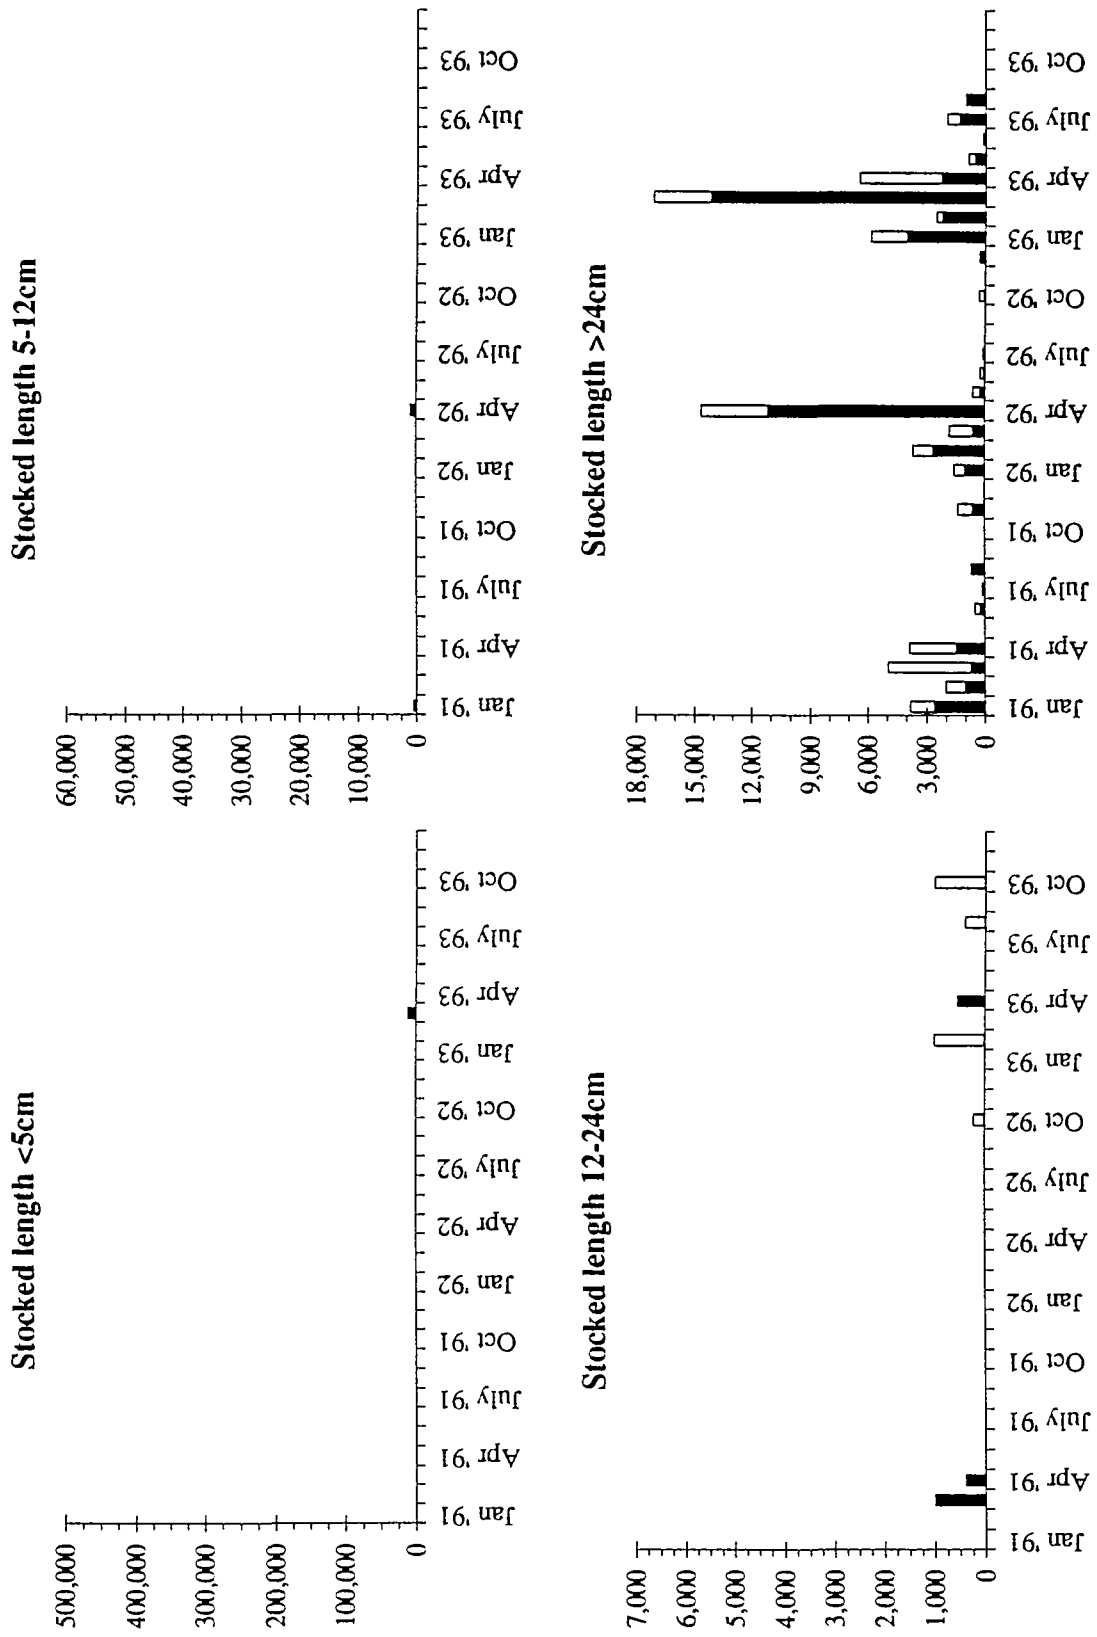 Stocked length <5cm
500,000
400,000
300,000
200,000
100,000
0
Jan '91
Apr '91
July '91
Oct '91
Jan '92
Apr '92
July '92
Oct '92
Jan '93
Apr '93
July '93
Oct '93
Stocked length 5-12cm
60,000
50,000
40,000
30,000
20,000
10,000
0
Jan '91
Apr '91
July '91
Oct '91
Jan '92
Apr '92
July '92
Oct '92
Jan '93
Apr '93
July '93
Oct '93
Stocked length 12-24cm
7,000
6,000
5,000
4,000
3,000
2,000
1,000
0
Jan '91
Apr '91
July '91
Oct '91
Jan '92
Apr '92
July '92
Oct '92
Jan '93
Apr '93
July '93
Oct '93
Stocked length >24cm
18,000
15,000
12,000
9,000
6,000
3,000
0
Jan '91
Apr '91
July '91
Oct '91
Jan '92
Apr '92
July '92
Oct '92
Jan '93
Apr '93
July '93
Oct '93